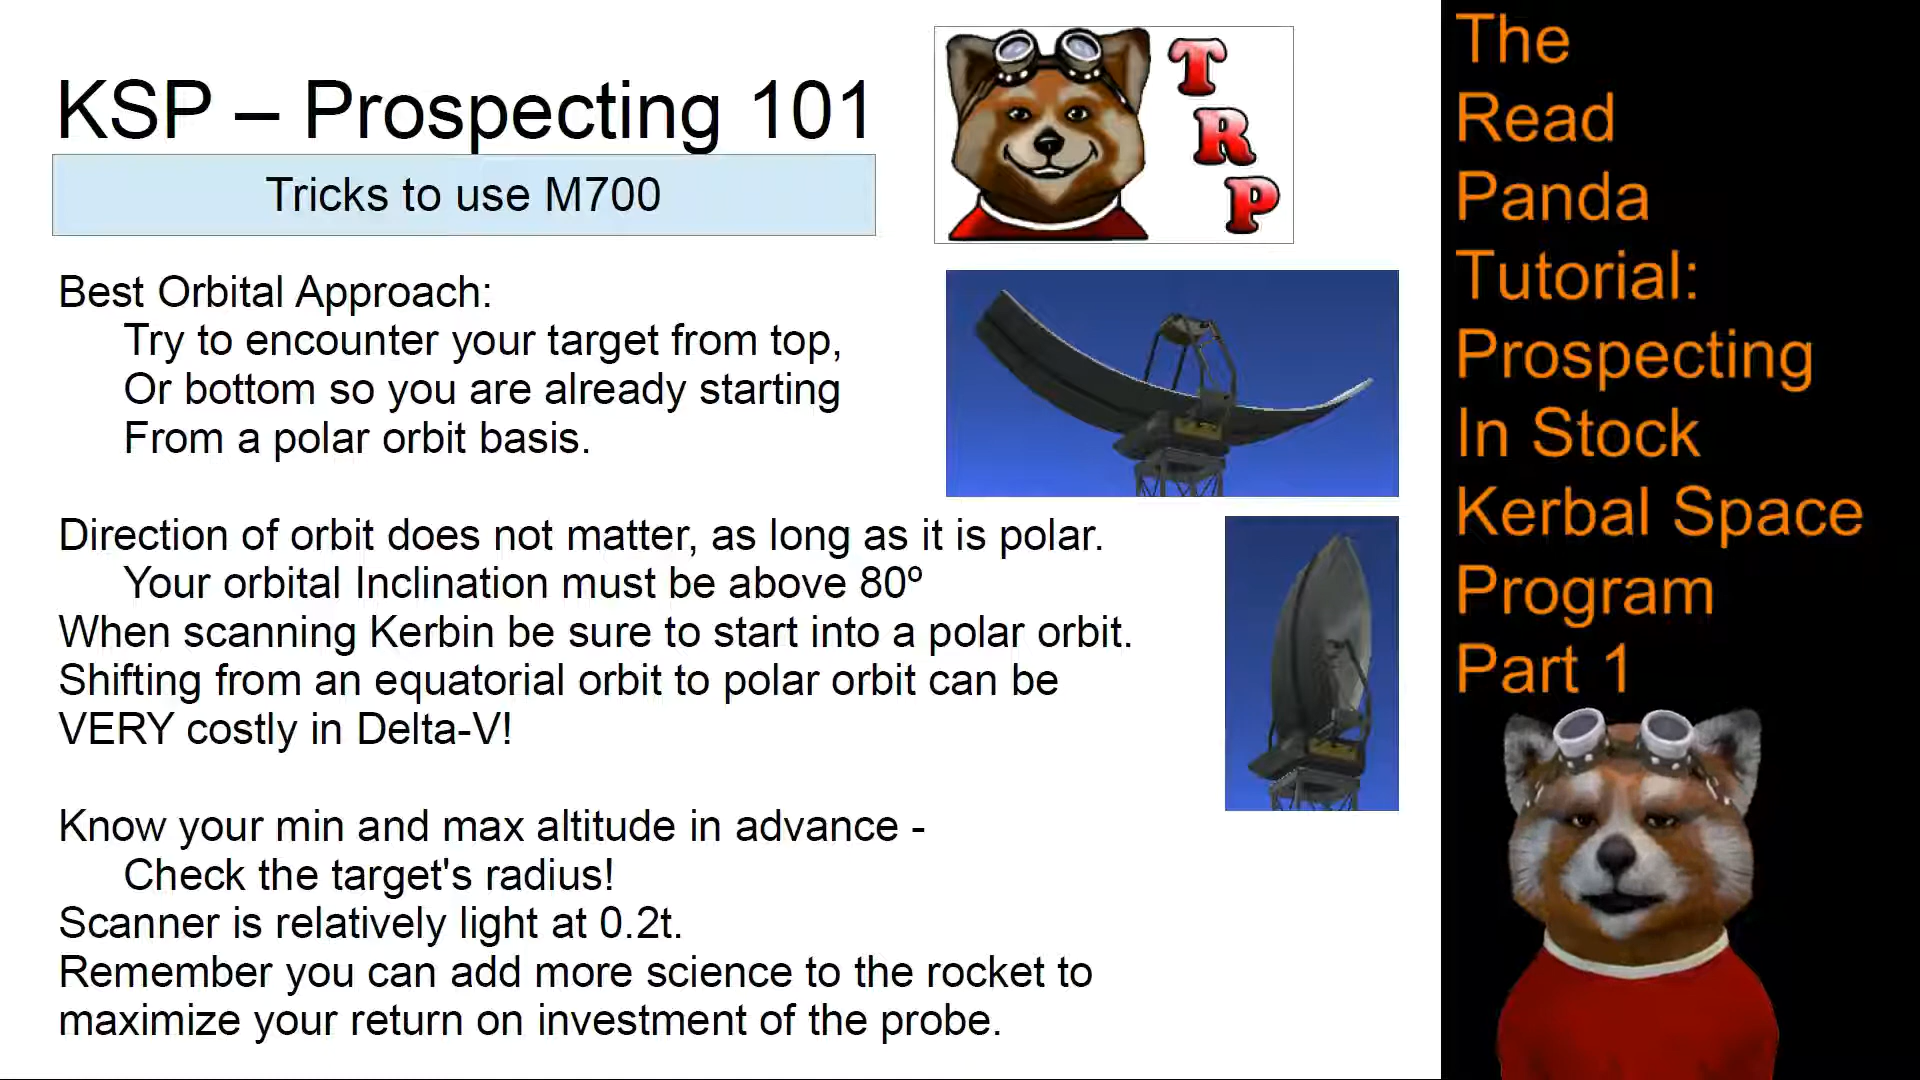 KSP – Prospecting 101
Tricks to use M700
T
R
P
Best Orbital Approach:
Try to encounter your target from top,
Or bottom so you are already starting
From a polar orbit basis.
Direction of orbit does not matter, as long as it is polar.
Your orbital Inclination must be above 80º
When scanning Kerbin be sure to start into a polar orbit.
Shifting from an equatorial orbit to polar orbit can be
VERY costly in Delta-V!
Know your min and max altitude in advance -
Check the target's radius!
Scanner is relatively light at 0.2t.
Remember you can add more science to the rocket to
maximize your return on investment of the probe.
The
Read
Panda
Tutorial:
Prospecting
In Stock
Kerbal Space
Program
Part 1